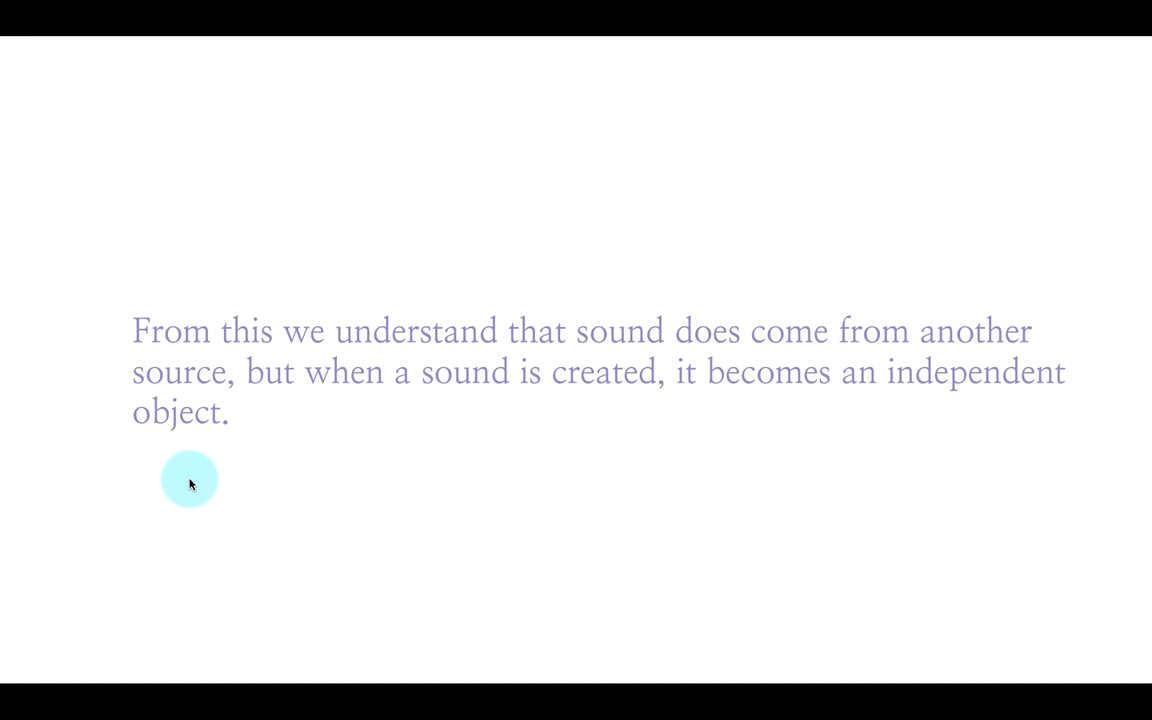 From this we understand that sound does come from another
source, but when a sound is created, it becomes an independent
object.